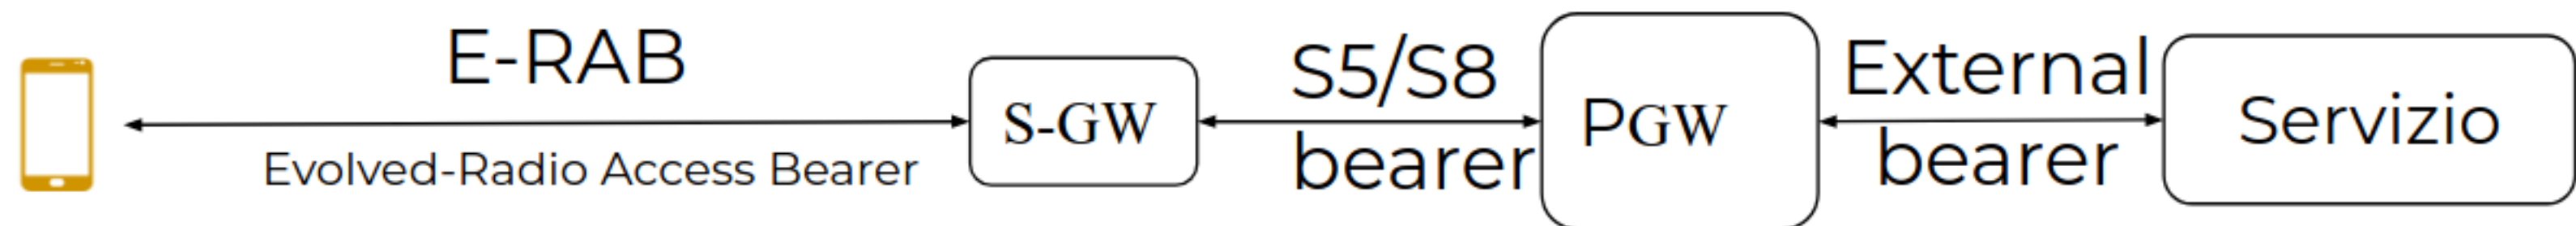 E-RAB
Evolved-Radio Access Bearer
S-GW
S5/S8
bearer
PGW
External
bearer
Servizio